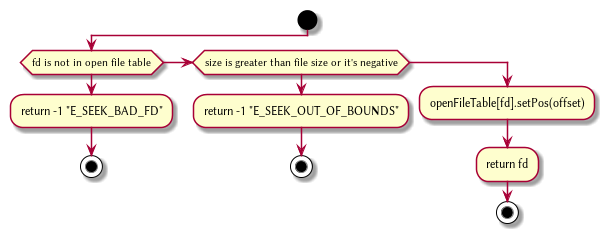 fd is not in open file table
size is greater than file size or it's negative
return -1 "E_SEEK_BAD_FD"
return -1 "E_SEEK_OUT_OF_BOUNDS"
openFileTable[fd].setPos(offset)
return fd